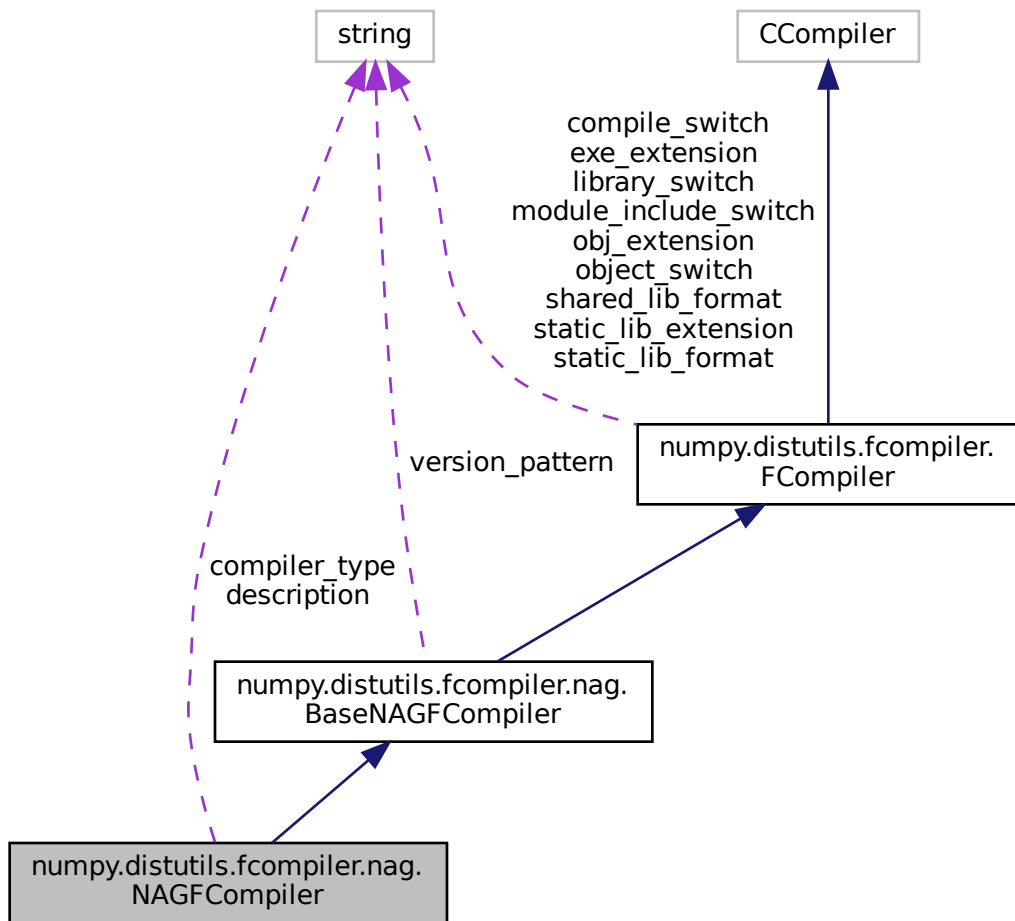 string
CCompiler
compile_switch
exe_extension
library_switch
module_include_switch
obj_extension
object_switch
shared_lib_format
static_lib_extension
static_lib_format
numpy.distutils.fcompiler.
FCompiler
version_pattern
compiler_type
description
numpy.distutils.fcompiler.nag.
BaseNAGFCompiler
numpy.distutils.fcompiler.nag.
NAGFCompiler